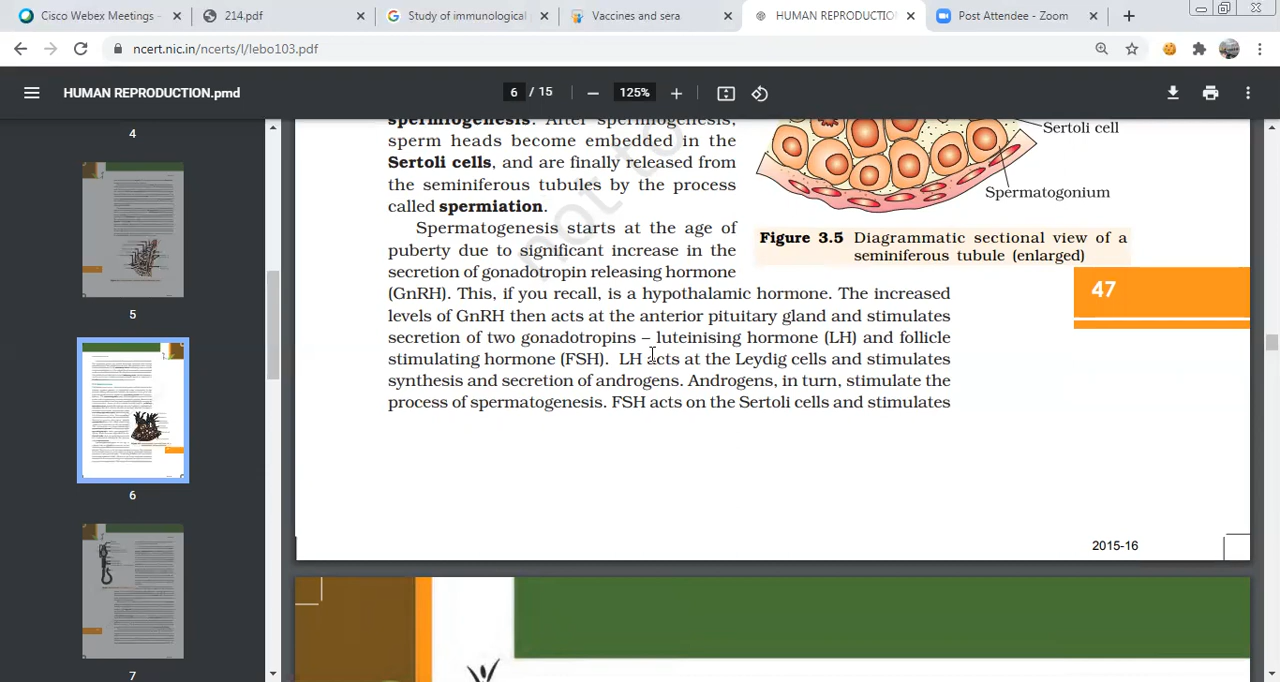 Cisco Webex Meetings -
214.pdf
Study of immunological
Vaccines and sera
HUMAN REPRODUCTIO
Post Attendee - Zoom
ncert.nic.in/ncerts/l/lebo103.pdf
HUMAN REPRODUCTION.pmd
6 / 15
125%
4
5
6
7
spermiogenesis. After spermiogenesis,
sperm heads become embedded in the
Sertoli cells, and are finally released from
the seminiferous tubules by the process
called spermiation.
Spermatogenesis starts at the age of
puberty due to significant increase in the
secretion of gonadotropin releasing hormone
(GnRH). This, if you recall, is a hypothalamic hormone. The increased
levels of GnRH then acts at the anterior pituitary gland and stimulates
secretion of two gonadotropins – luteinising hormone (LH) and follicle
stimulating hormone (FSH). LH acts at the Leydig cells and stimulates
synthesis and secretion of androgens. Androgens, in turn, stimulate the
process of spermatogenesis. FSH acts on the Sertoli cells and stimulates
Sertoli cell
Spermatogonium
Figure 3.5 Diagrammatic sectional view of a
seminiferous tubule (enlarged)
47
not to
2015-16